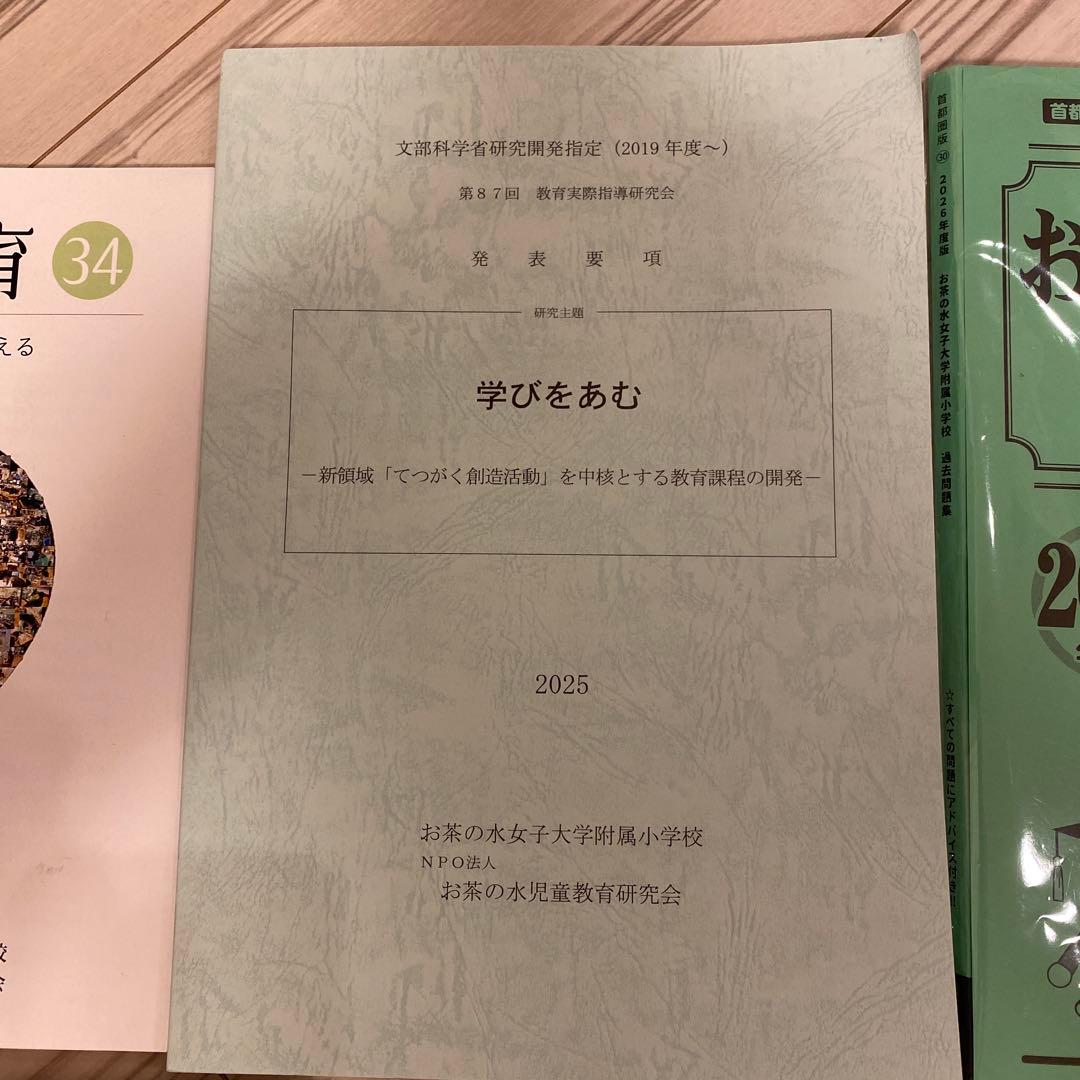 育 34
える
校
会
文部科学省研究開発指定（2019 年度～）
第８７回　教育実際指導研究会
発　表　要　項
研究主題
学びをあむ
－新領域「てつがく創造活動」を中核とする教育課程の開発－
2025
お茶の水女子大学附属小学校
ＮＰＯ法人
お茶の水児童教育研究会
首都圏版 ㉚ 2026年度版 お茶の水女子大学附属小学校 過去問題集
☆すべての問題にアドバイス付き!!
首都
お
20